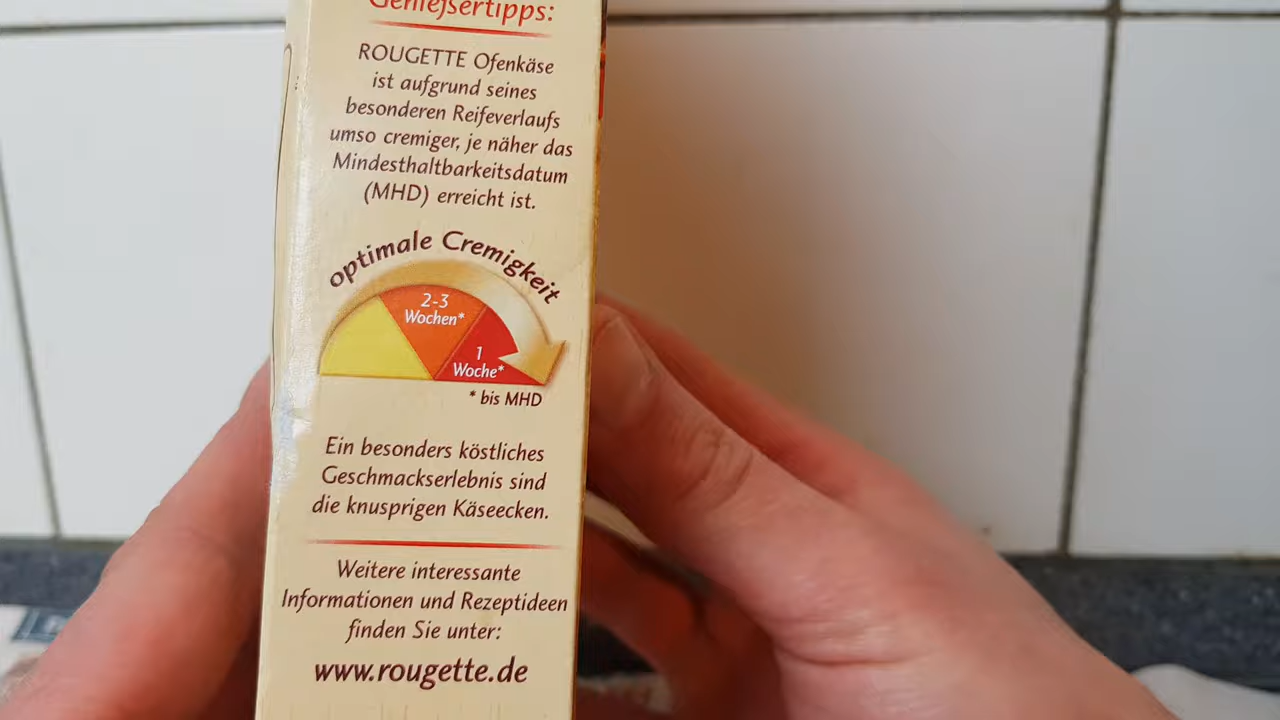 Genießertipps:
ROUGETTE Ofenkäse
ist aufgrund seines
besonderen Reifeverlaufs
umso cremiger, je näher das
Mindesthaltbarkeitsdatum
(MHD) erreicht ist.
optimale Cremigkeit
2-3
Wochen*
1
Woche*
* bis MHD
Ein besonders köstliches
Geschmackserlebnis sind
die knusprigen Käseecken.
Weitere interessante
Informationen und Rezeptideen
finden Sie unter:
www.rougette.de